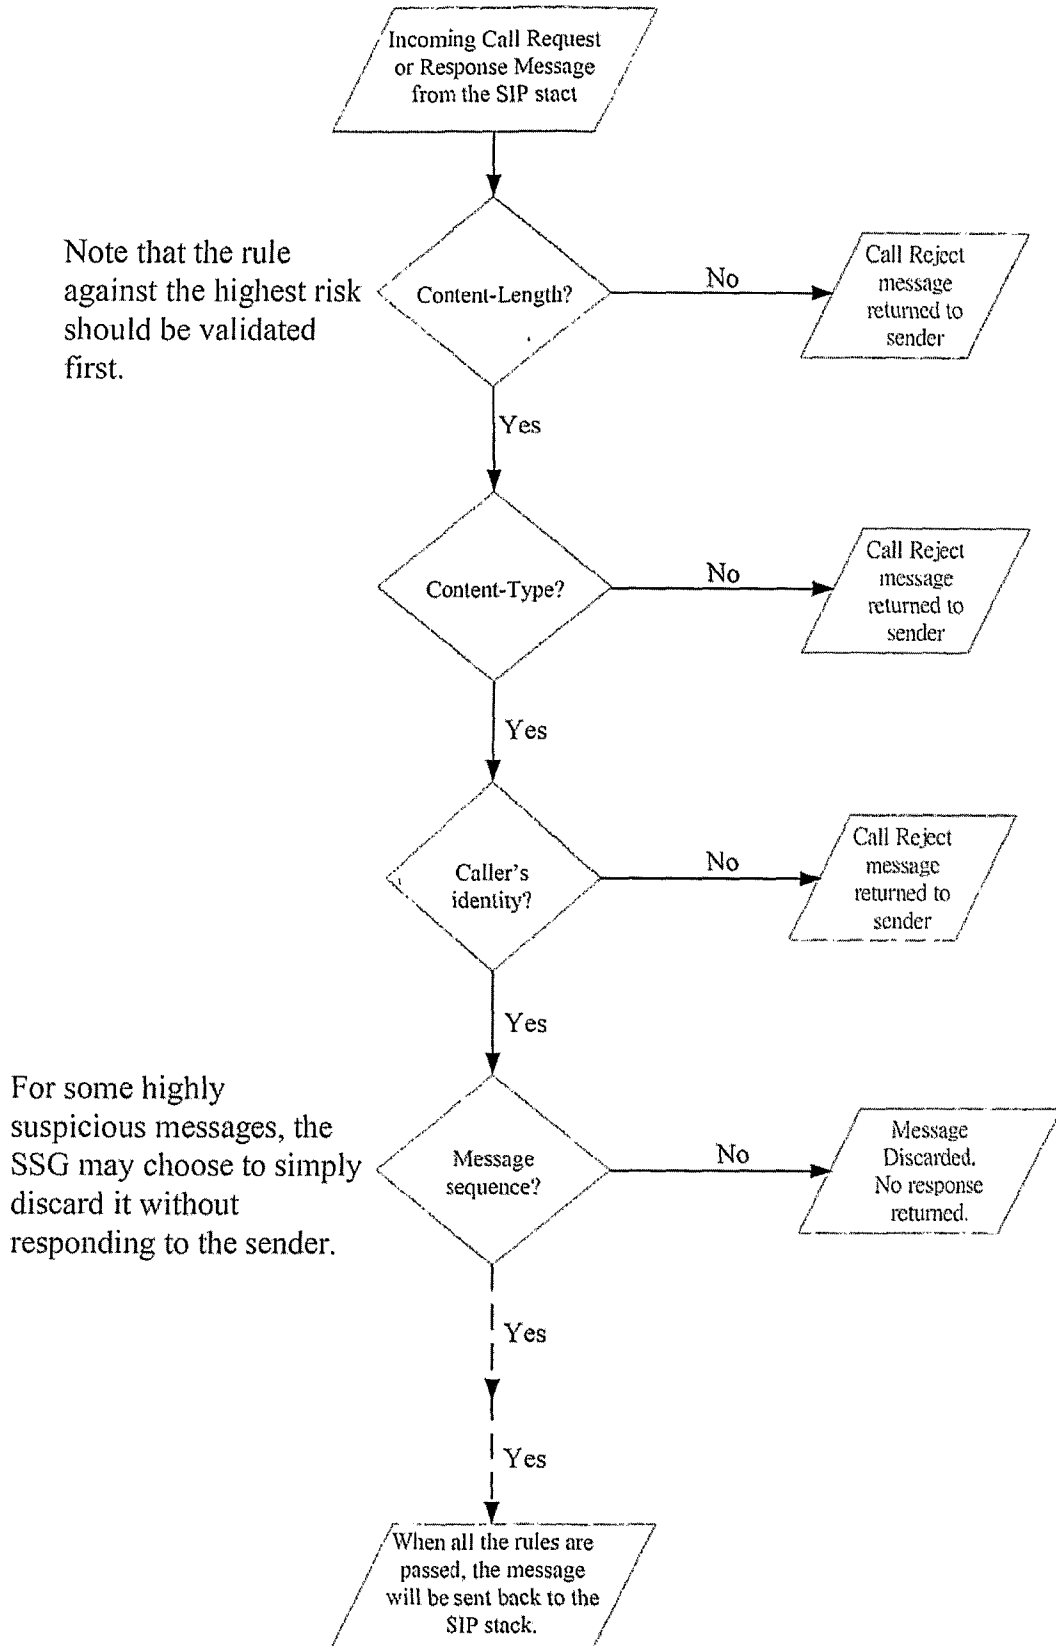 Incoming Call Request
or Response Message
from the SIP stact
Note that the rule
against the highest risk
should be validated
first.
Content-Length?
No
Call Reject
message
returned to
sender
Yes
Content-Type?
No
Call Reject
message
returned to
sender
Yes
Caller's
identity?
No
Call Reject
message
returned to
sender
Yes
For some highly
suspicious messages, the
SSG may choose to simply
discard it without
responding to the sender.
Message
sequence?
No
Message
Discarded.
No response
returned.
Yes
Yes
When all the rules are
passed, the message
will be sent back to the
SIP stack.